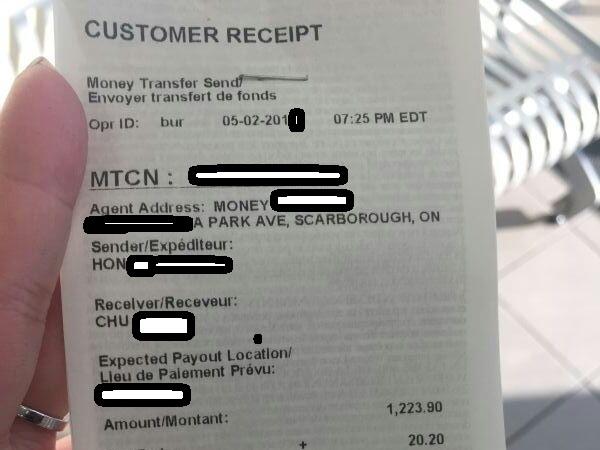 CUSTOMER RECEIPT
Money Transfer Send/
Envoyer transfert de fonds
Opr ID: bur 05-02-201 07:25 PM EDT
MTCN :
Agent Address: MONEY
A PARK AVE, SCARBOROUGH, ON
Sender/Expéditeur:
HON
Receiver/Receveur:
CHU
Expected Payout Location/
Lieu de Paiement Prévu:
Amount/Montant: 1,223.90
+ 20.20